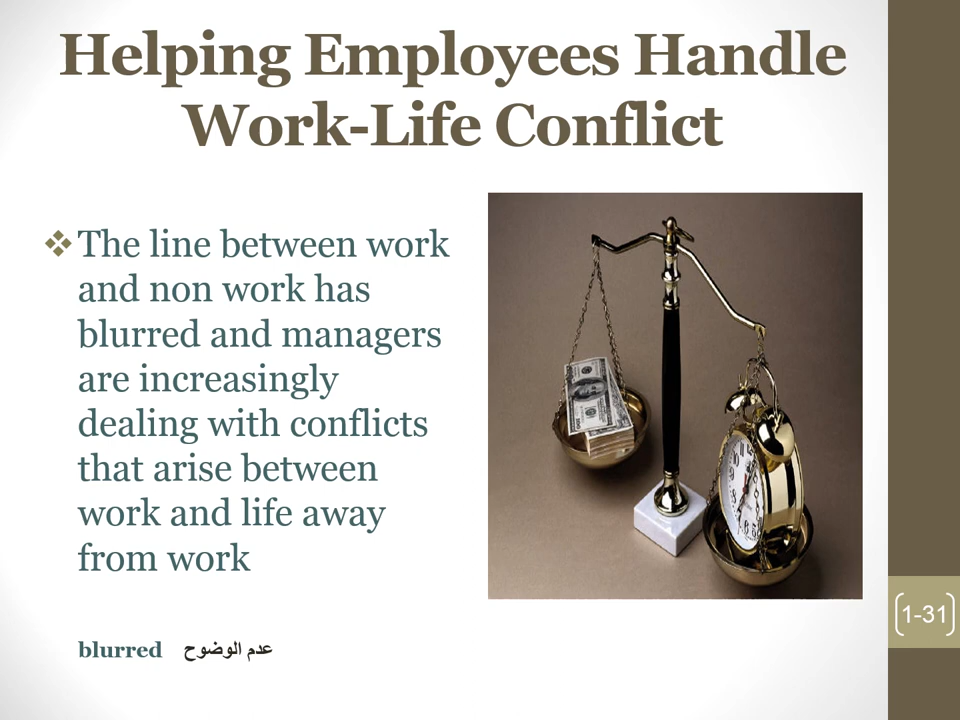 Helping Employees Handle
Work-Life Conflict
❖ The line between work
and non work has
blurred and managers
are increasingly
dealing with conflicts
that arise between
work and life away
from work
1-31
blurred عدم الوضوح